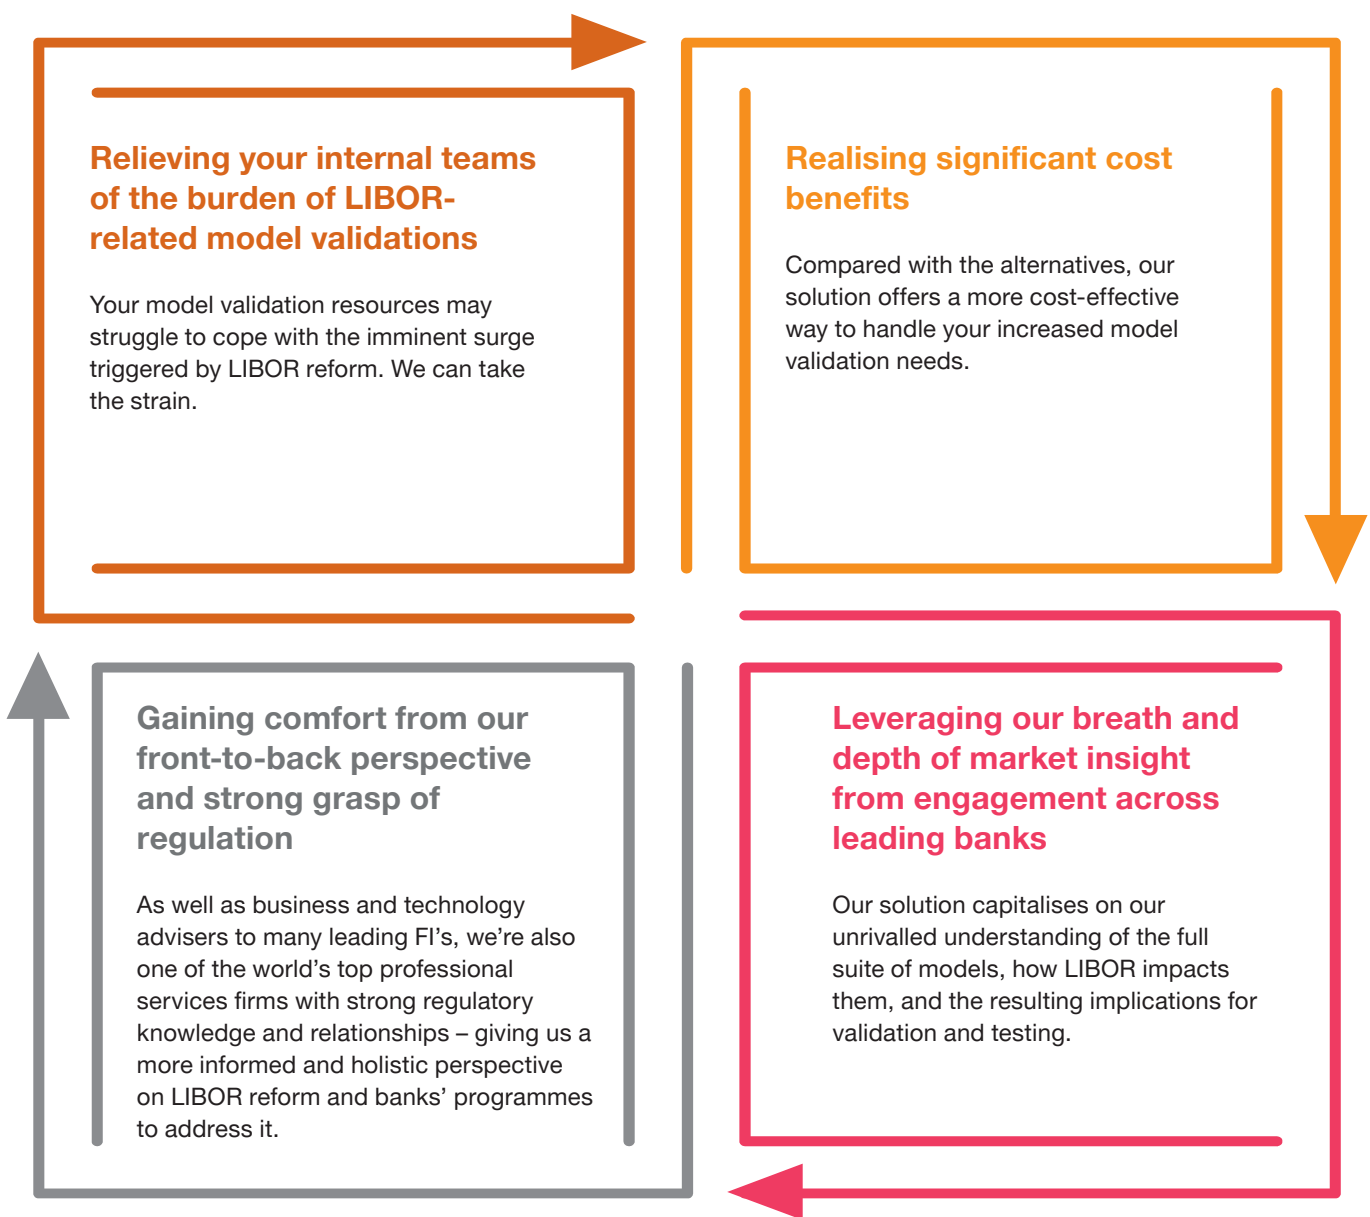 Relieving your internal teams
of the burden of LIBOR-
related model validations
Your model validation resources may
struggle to cope with the imminent surge
triggered by LIBOR reform. We can take
the strain.
Realising significant cost
benefits
Compared with the alternatives, our
solution offers a more cost-effective
way to handle your increased model
validation needs.
Gaining comfort from our
front-to-back perspective
and strong grasp of
regulation
As well as business and technology
advisers to many leading FI's, we're also
one of the world's top professional
services firms with strong regulatory
knowledge and relationships – giving us a
more informed and holistic perspective
on LIBOR reform and banks' programmes
to address it.
Leveraging our breath and
depth of market insight
from engagement across
leading banks
Our solution capitalises on our
unrivalled understanding of the full
suite of models, how LIBOR impacts
them, and the resulting implications for
validation and testing.